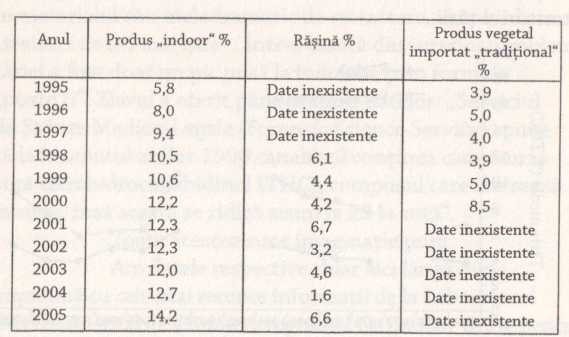 Anul Produs „indoor“ % Rășină % Produs vegetal importat „tradițional“ %
1995 5,8 Date inexistente 3,9
1996 8,0 Date inexistente 5,0
1997 9,4 Date inexistente 4,0
1998 10,5 6,1 3,9
1999 10,6 4,4 5,0
2000 12,2 4,2 8,5
2001 12,3 6,7 Date inexistente
2002 12,3 3,2 Date inexistente
2003 12,0 4,6 Date inexistente
2004 12,7 1,6 Date inexistente
2005 14,2 6,6 Date inexistente